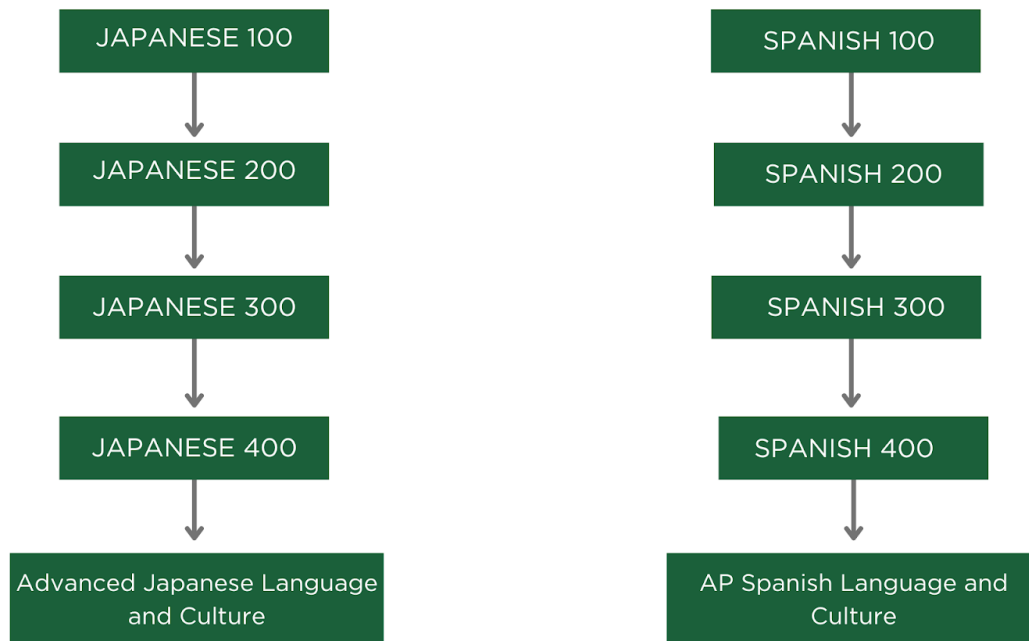 JAPANESE 100
JAPANESE 200
JAPANESE 300
JAPANESE 400
Advanced Japanese Language
and Culture
SPANISH 100
SPANISH 200
SPANISH 300
SPANISH 400
AP Spanish Language and
Culture